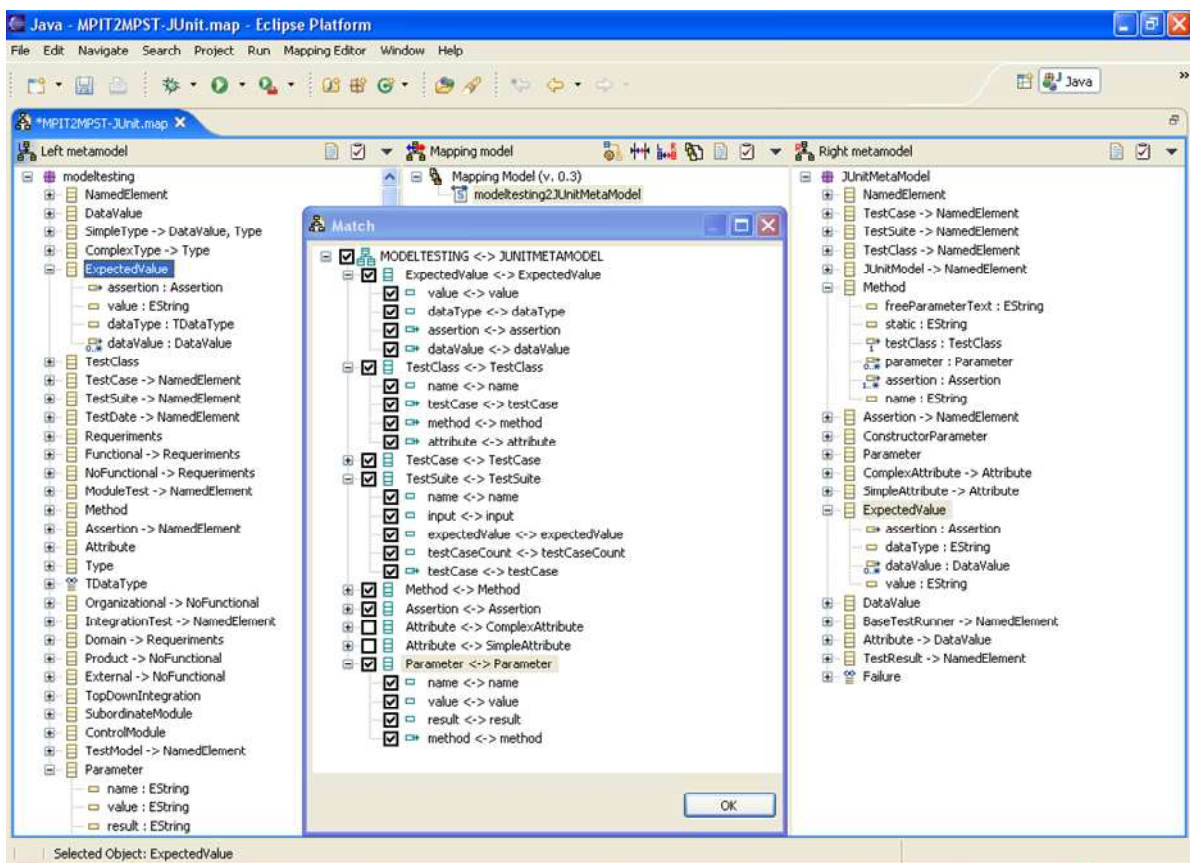 Java - MPIT2MPST-JUnit.map - Eclipse Platform
File Edit Navigate Search Project Run Mapping Editor Window Help
Java
*MPIT2MPST-JUnit.map
Left metamodel
modeltesting
NamedElement
DataValue
SimpleType -> DataValue, Type
ComplexType -> Type
ExpectedValue
assertion : Assertion
value : EString
dataType : TDataType
0..* dataValue : DataValue
TestClass
TestCase -> NamedElement
TestSuite -> NamedElement
TestDate -> NamedElement
Requeriments
Functional -> Requeriments
NoFunctional -> Requeriments
ModuleTest -> NamedElement
Method
Assertion -> NamedElement
Attribute
Type
TDataType
Organizational -> NoFunctional
IntegrationTest -> NamedElement
Domain -> Requeriments
Product -> NoFunctional
External -> NoFunctional
TopDownIntegration
SubordinateModule
ControlModule
TestModel -> NamedElement
Parameter
name : EString
value : EString
result : EString
Mapping model
Mapping Model (v. 0.3)
modeltesting2JUnitMetaModel
Match
MODELTESTING <-> JUNITMETAMODEL
ExpectedValue <-> ExpectedValue
value <-> value
dataType <-> dataType
assertion <-> assertion
dataValue <-> dataValue
TestClass <-> TestClass
name <-> name
testCase <-> testCase
method <-> method
attribute <-> attribute
TestCase <-> TestCase
TestSuite <-> TestSuite
name <-> name
input <-> input
expectedValue <-> expectedValue
testCaseCount <-> testCaseCount
testCase <-> testCase
Method <-> Method
Assertion <-> Assertion
Attribute <-> ComplexAttribute
Attribute <-> SimpleAttribute
Parameter <-> Parameter
name <-> name
value <-> value
result <-> result
method <-> method
OK
Right metamodel
JUnitMetaModel
NamedElement
TestCase -> NamedElement
TestSuite -> NamedElement
TestClass -> NamedElement
JUnitModel -> NamedElement
Method
freeParameterText : EString
static : EString
1 testClass : TestClass
0..* parameter : Parameter
1..* assertion : Assertion
name : EString
Assertion -> NamedElement
ConstructorParameter
Parameter
ComplexAttribute -> Attribute
SimpleAttribute -> Attribute
ExpectedValue
assertion : Assertion
dataType : EString
0..* dataValue : DataValue
value : EString
DataValue
BaseTestRunner -> NamedElement
Attribute -> DataValue
TestResult -> NamedElement
Failure
Selected Object: ExpectedValue